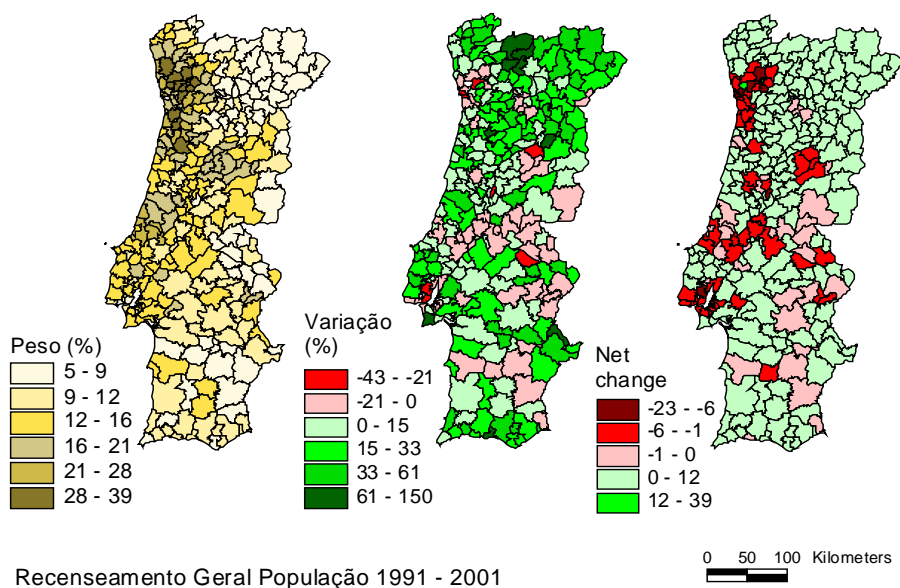 Peso (%)
5 - 9
9 - 12
12 - 16
16 - 21
21 - 28
28 - 39
Variação
(%)
-43 - -21
-21 - 0
0 - 15
15 - 33
33 - 61
61 - 150
Net
change
-23 - -6
-6 - -1
-1 - 0
0 - 12
12 - 39
Recenseamento Geral População 1991 - 2001
0 50 100 Kilometers